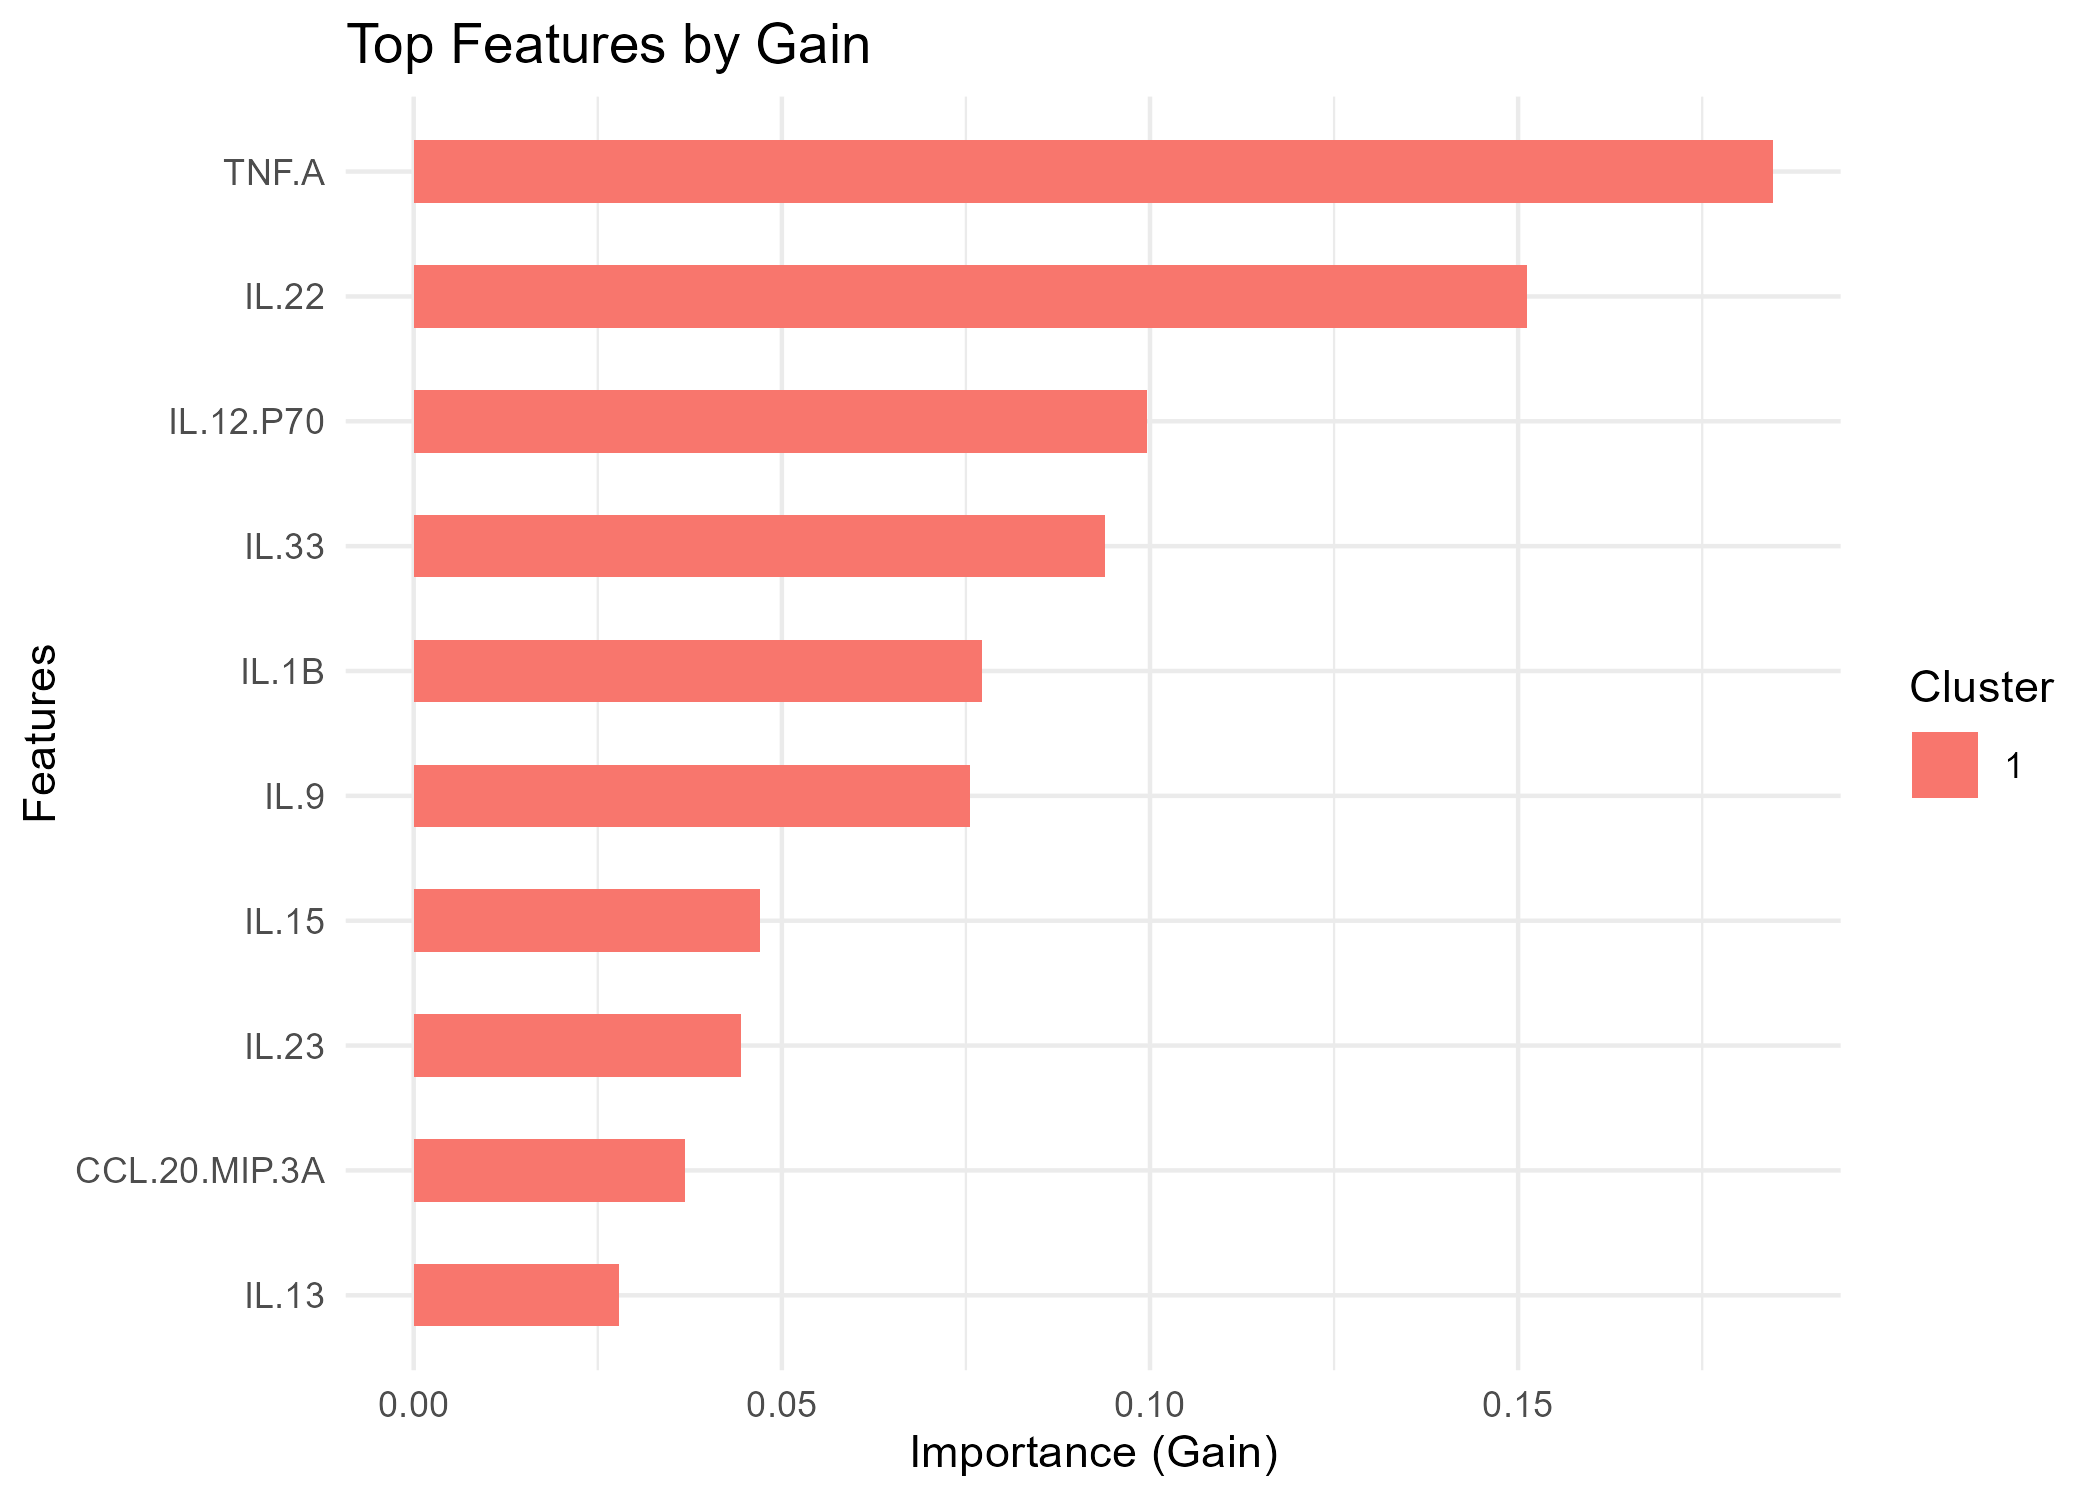 Top Features by Gain
TNF.A
IL.22
IL.12.P70
IL.33
IL.1B
IL.9
IL.15
IL.23
CCL.20.MIP.3A
IL.13
Features
0.00 0.05 0.10 0.15
Importance (Gain)
Cluster
1